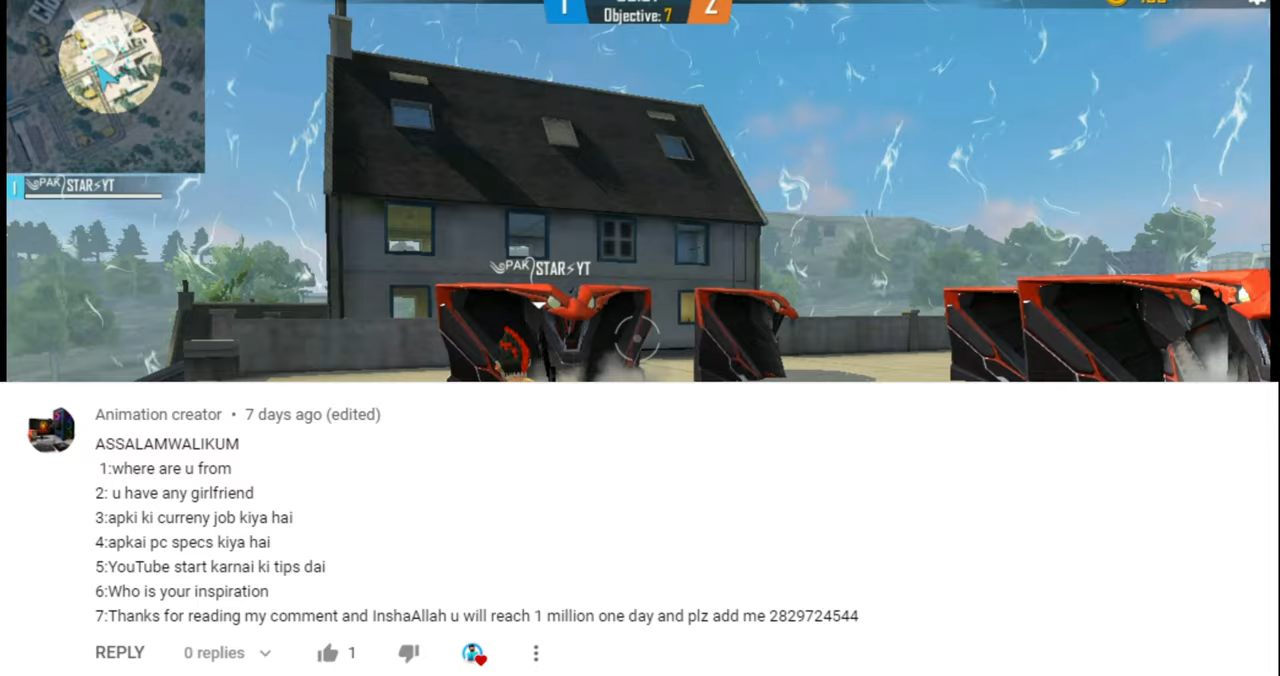 1
Objective: 7
2
1
PAK STAR⚡YT
PAK STAR⚡YT
Animation creator • 7 days ago (edited)
ASSALAMWALIKUM
1:where are u from
2: u have any girlfriend
3:apki ki curreny job kiya hai
4:apkai pc specs kiya hai
5:YouTube start karnai ki tips dai
6:Who is your inspiration
7:Thanks for reading my comment and InshaAllah u will reach 1 million one day and plz add me 2829724544
REPLY 0 replies 1